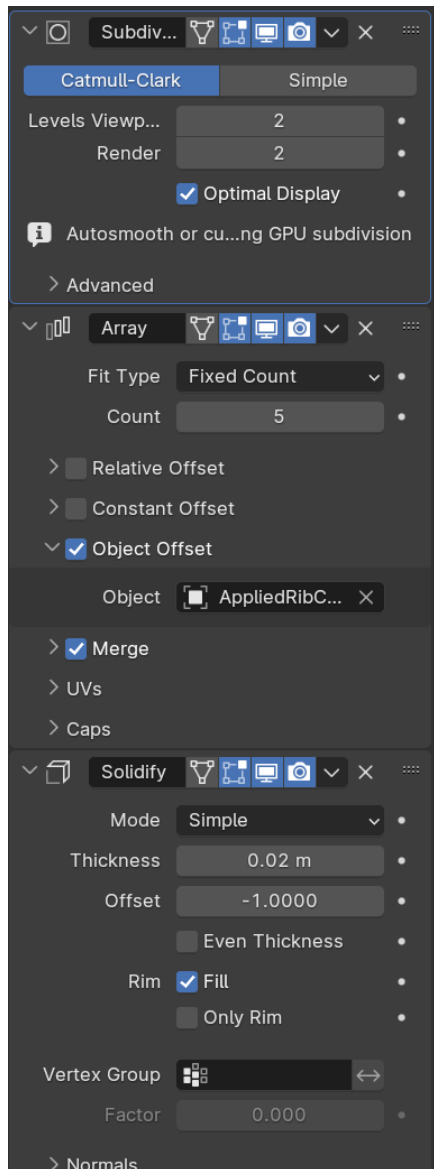 Subdiv...
Catmull-Clark Simple
Levels Viewp... 2
Render 2
Optimal Display
Autosmooth or cu...ng GPU subdivision
Advanced
Array
Fit Type Fixed Count
Count 5
Relative Offset
Constant Offset
Object Offset
Object AppliedRibC...
Merge
UVs
Caps
Solidify
Mode Simple
Thickness 0.02 m
Offset -1.0000
Even Thickness
Rim Fill
Only Rim
Vertex Group
Factor 0.000
Normals